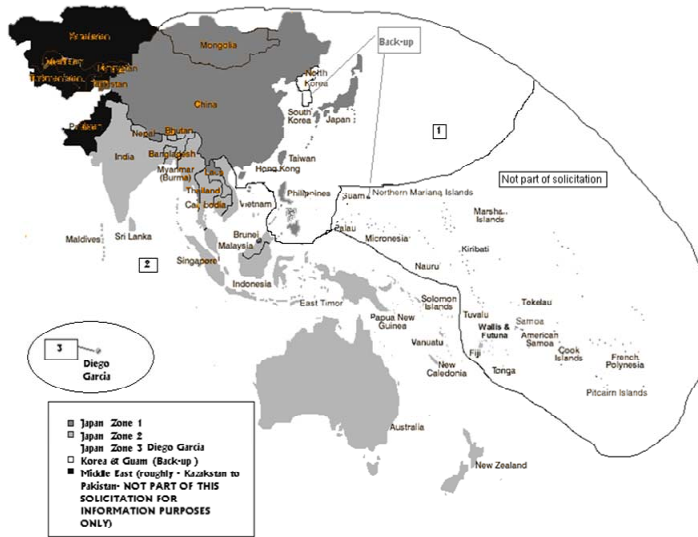 Mongolia
Back-up
North
Korea
China
South
Korea
Japan
1
Nepal
Bhutan
Taiwan
Not part of solicitation
India
Bangladesh
Hong Kong
Myanmar
(Burma)
Laos
Thailand
Philippines
Guam
Northern Mariana Islands
Cambodia
Vietnam
Marsh..
Islands
Maldives
Sri Lanka
Brunei
Palau
Micronesia
Malaysia
Kiribati
2
Singapore
Nauru
Indonesia
East Timor
Solomon
Islands
Tokelau
Papua New
Guinea
Tuvalu
Wallis &
Futuna
Samoa
American
Samoa
3
Vanuatu
Fiji
Cook
Islands
French
Polynesia
Diego
Garcia
New
Caledonia
Tonga
Pitcairn Islands
Australia
New Zealand
Japan Zone 1
Japan Zone 2
Japan Zone 3 Diego Garcia
Korea & Guam (Back-up )
Middle East (roughly - Kazakstan to
Pakistan- NOT PART OF THIS
SOLICITATION FOR
INFORMATION PURPOSES
ONLY)